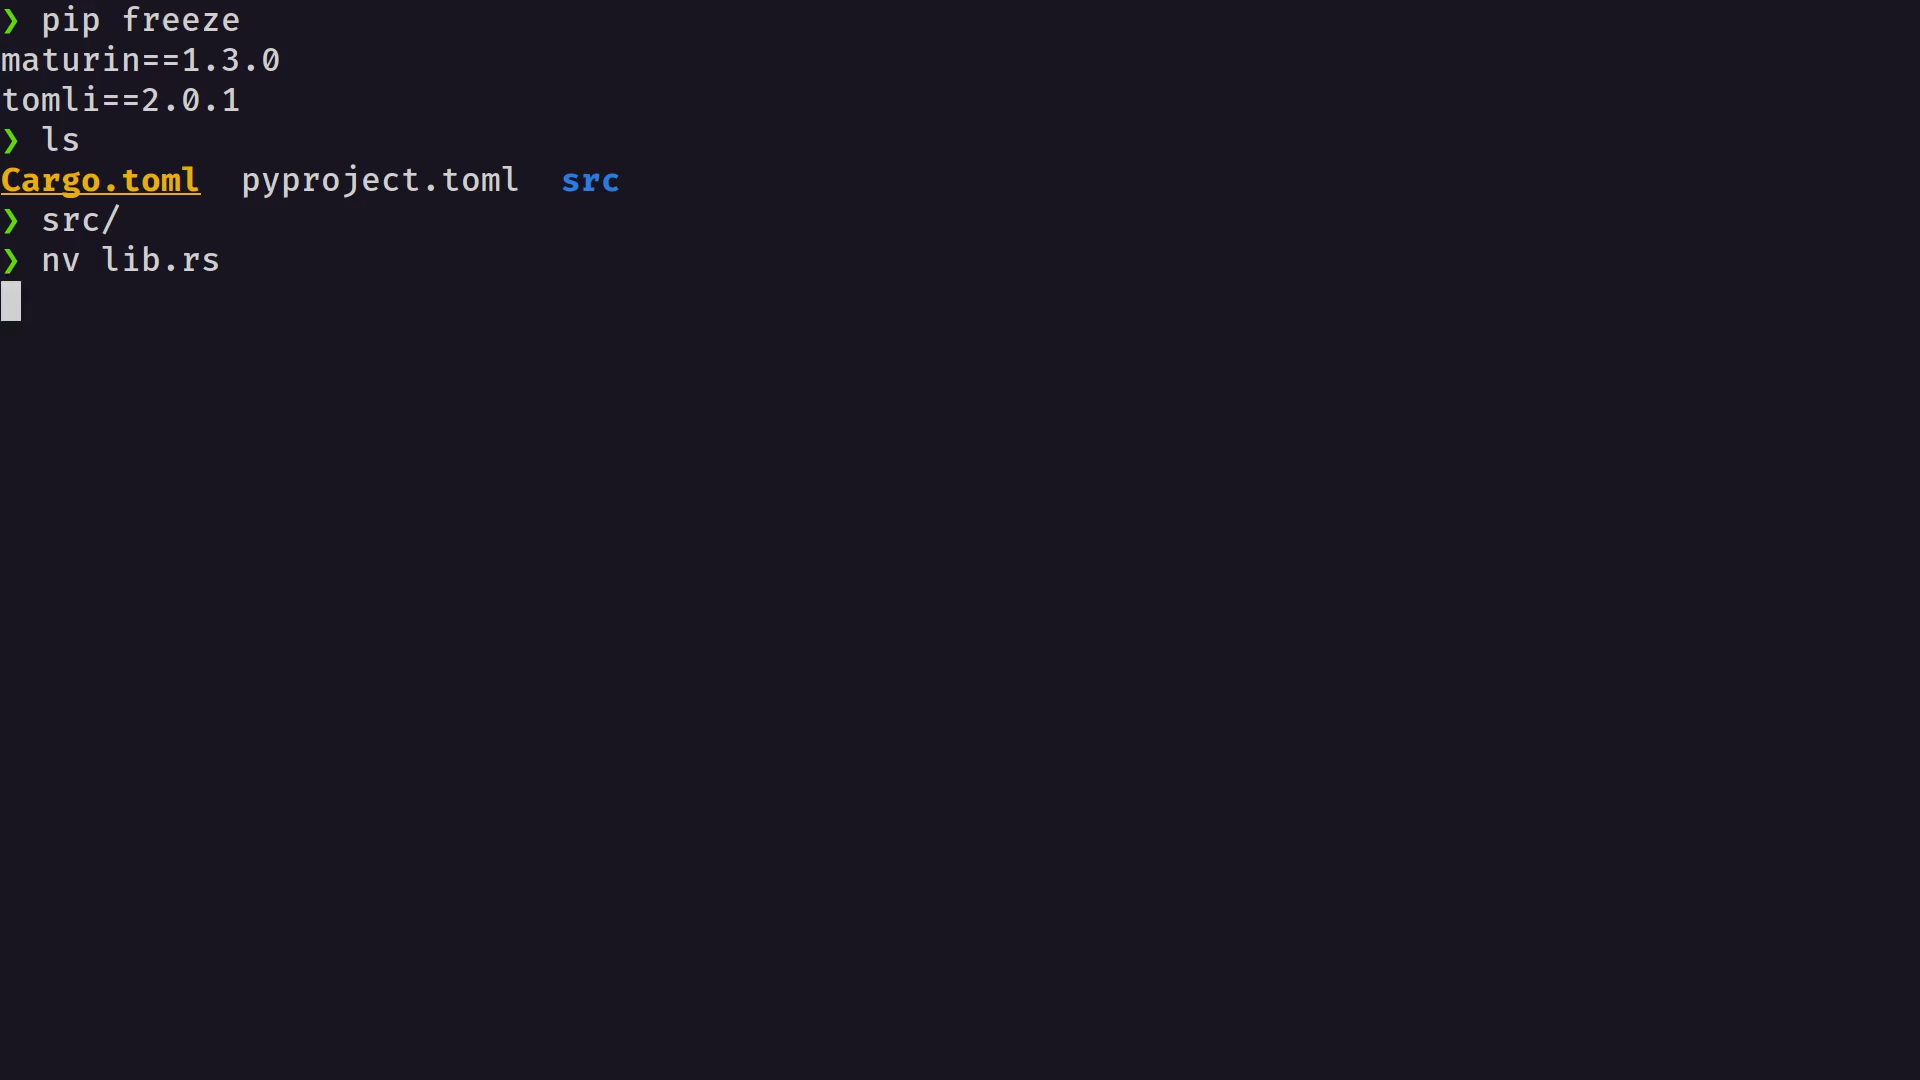 ❯ pip freeze
maturin==1.3.0
tomli==2.0.1
❯ ls
Cargo.toml  pyproject.toml  src
❯ src/
❯ nv lib.rs